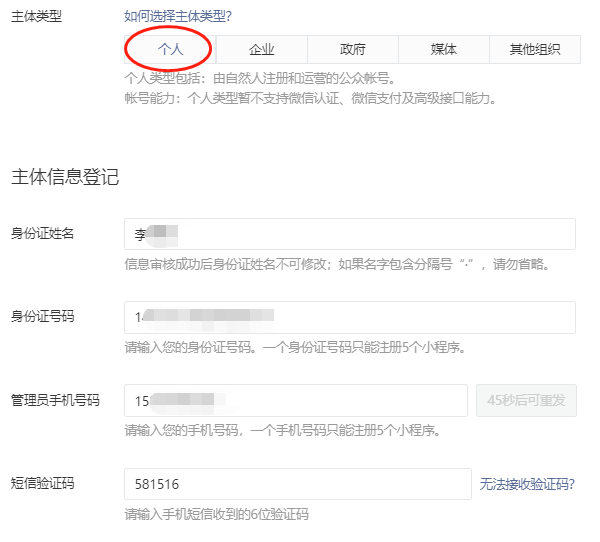 主体类型 如何选择主体类型?
个人 企业 政府 媒体 其他组织
个人类型包括：由自然人注册和运营的公众帐号。
帐号能力：个人类型暂不支持微信认证、微信支付及高级接口能力。
主体信息登记
身份证姓名 李
信息审核成功后身份证姓名不可修改；如果名字包含分隔号“·”，请勿省略。
身份证号码 14
请输入您的身份证号码。一个身份证号码只能注册5个小程序。
管理员手机号码 15 45秒后可重发
请输入您的手机号码，一个手机号码只能注册5个小程序。
短信验证码 581516 无法接收验证码?
请输入手机短信收到的6位验证码